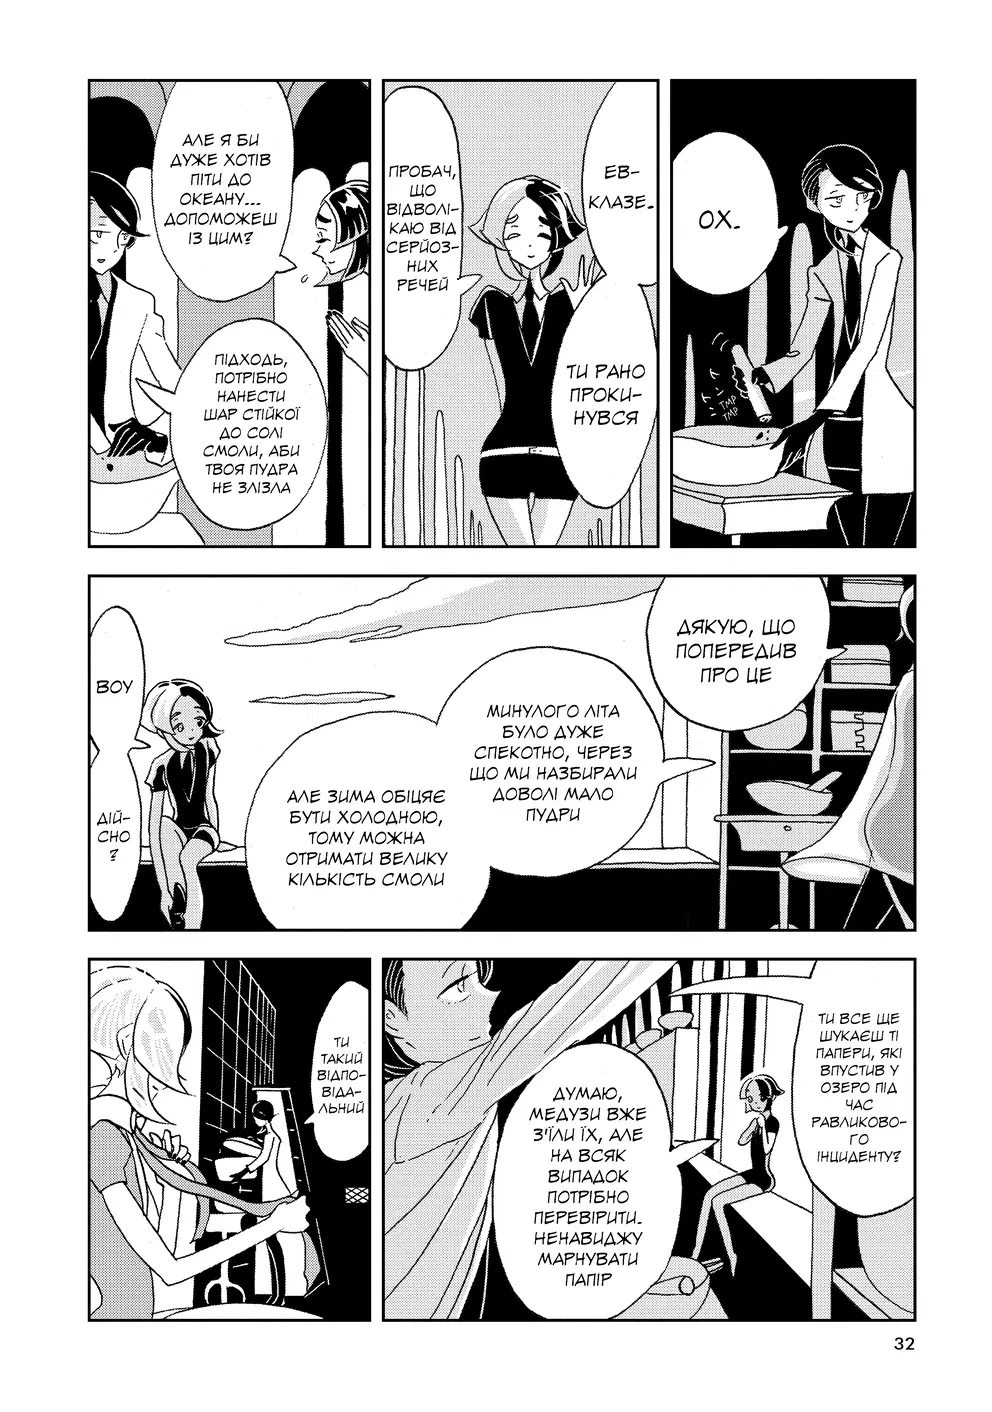 ОХ.
TMP
TMP
ЕВ-
КЛАЗЕ.
ТИ РАНО
ПРОКИ-
НУВСЯ
ПРОБАЧ,
ЩО
ВІДВОЛІ-
КАЮ ВІД
СЕРЙОЗ-
НИХ
РЕЧЕЙ
АЛЕ Я БИ
ДУЖЕ ХОТІВ
ПІТИ ДО
ОКЕАНУ...
ДОПОМОЖЕШ
ІЗ ЦИМ?
ПІДХОДЬ,
ПОТРІБНО
НАНЕСТИ
ШАР СТІЙКОЇ
ДО СОЛІ
СМОЛИ, АБИ
ТВОЯ ПУДРА
НЕ ЗЛІЗЛА
ДЯКУЮ, ЩО
ПОПЕРЕДИВ
ПРО ЦЕ
МИНУЛОГО ЛІТА
БУЛО ДУЖЕ
СПЕКОТНО, ЧЕРЕЗ
ЩО МИ НАЗБИРАЛИ
ДОВОЛІ МАЛО
ПУДРИ
АЛЕ ЗИМА ОБІЦЯЄ
БУТИ ХОЛОДНОЮ,
ТОМУ МОЖНА
ОТРИМАТИ ВЕЛИКУ
КІЛЬКІСТЬ СМОЛИ
ВОУ
ДІЙ-
СНО
?
ТИ ВСЕ ЩЕ
ШУКАЄШ ТІ
ПАПЕРИ, ЯКІ
ВПУСТИВ У
ОЗЕРО ПІД
ЧАС
РАВЛИКОВО-
ГО
ІНЦИДЕНТУ?
ДУМАЮ,
МЕДУЗИ ВЖЕ
З'ЇЛИ ЇХ, АЛЕ
НА ВСЯК
ВИПАДОК
ПОТРІБНО
ПЕРЕВІРИТИ.
НЕНАВИДЖУ
МАРНУВАТИ
ПАПІР
ТИ
ТАКИЙ
ВІДПО-
ВІДА-
ЛЬНИЙ
32